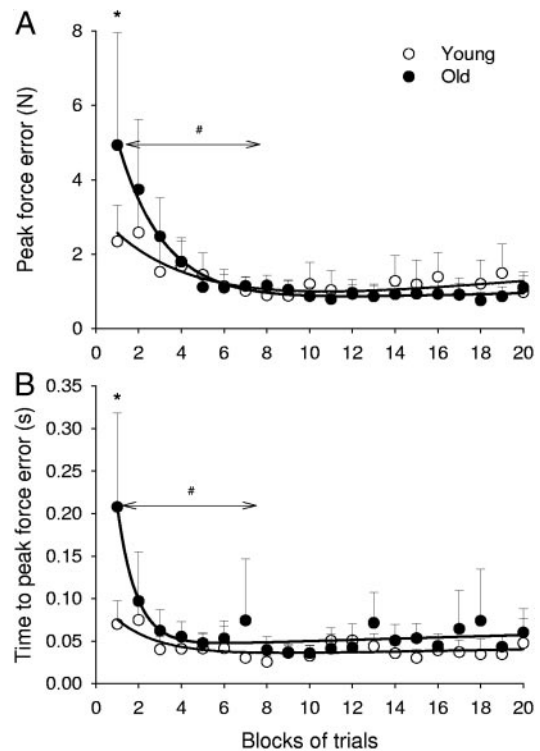 A
*
8
Young
Old
6
#
4
2
0
0 2 4 6 8 10 12 14 16 18 20
Peak force error (N)
B
0.35
*
0.30
0.25
#
0.20
0.15
0.10
0.05
0.00
0 2 4 6 8 10 12 14 16 18 20
Time to peak force error (s)
Blocks of trials